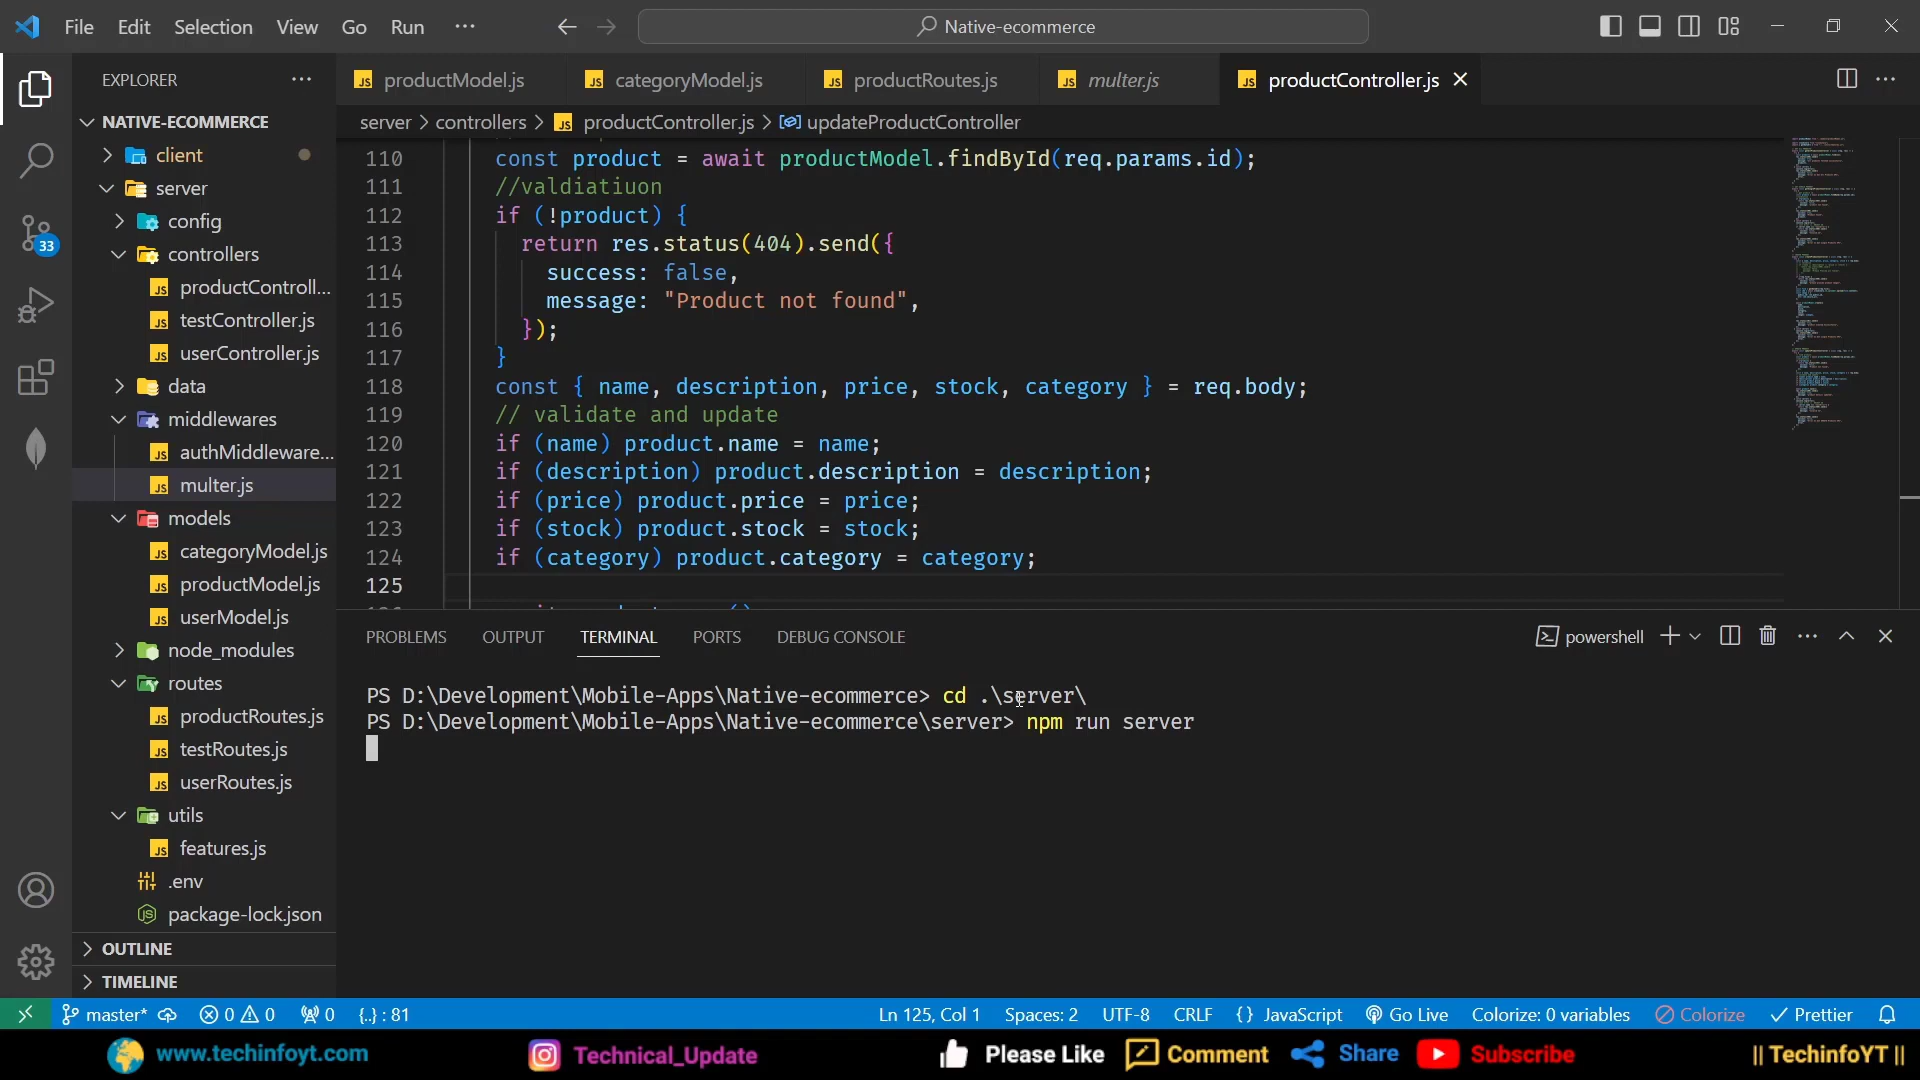 File Edit Selection View Go Run ···
Native-ecommerce
EXPLORER
productModel.js
categoryModel.js
productRoutes.js
multer.js
productController.js
server > controllers > productController.js > updateProductController
NATIVE-ECOMMERCE
client
server
config
controllers
productControll...
testController.js
userController.js
data
middlewares
authMiddleware...
multer.js
models
categoryModel.js
productModel.js
userModel.js
node_modules
routes
productRoutes.js
testRoutes.js
userRoutes.js
utils
features.js
.env
package-lock.json
OUTLINE
TIMELINE
33
110 const product = await productModel.findById(req.params.id);
111 //valdiatiuon
112 if (!product) {
113 return res.status(404).send({
114 success: false,
115 message: "Product not found",
116 });
117 }
118 const { name, description, price, stock, category } = req.body;
119 // validate and update
120 if (name) product.name = name;
121 if (description) product.description = description;
122 if (price) product.price = price;
123 if (stock) product.stock = stock;
124 if (category) product.category = category;
125
PROBLEMS OUTPUT TERMINAL PORTS DEBUG CONSOLE
powershell
PS D:\Development\Mobile-Apps\Native-ecommerce> cd .\server\
PS D:\Development\Mobile-Apps\Native-ecommerce\server> npm run server
master* 0 0 0 {..} : 81
Ln 125, Col 1 Spaces: 2 UTF-8 CRLF {} JavaScript Go Live Colorize: 0 variables Colorize Prettier
www.techinfoyt.com Technical_Update Please Like Comment Share Subscribe || TechinfoYT ||